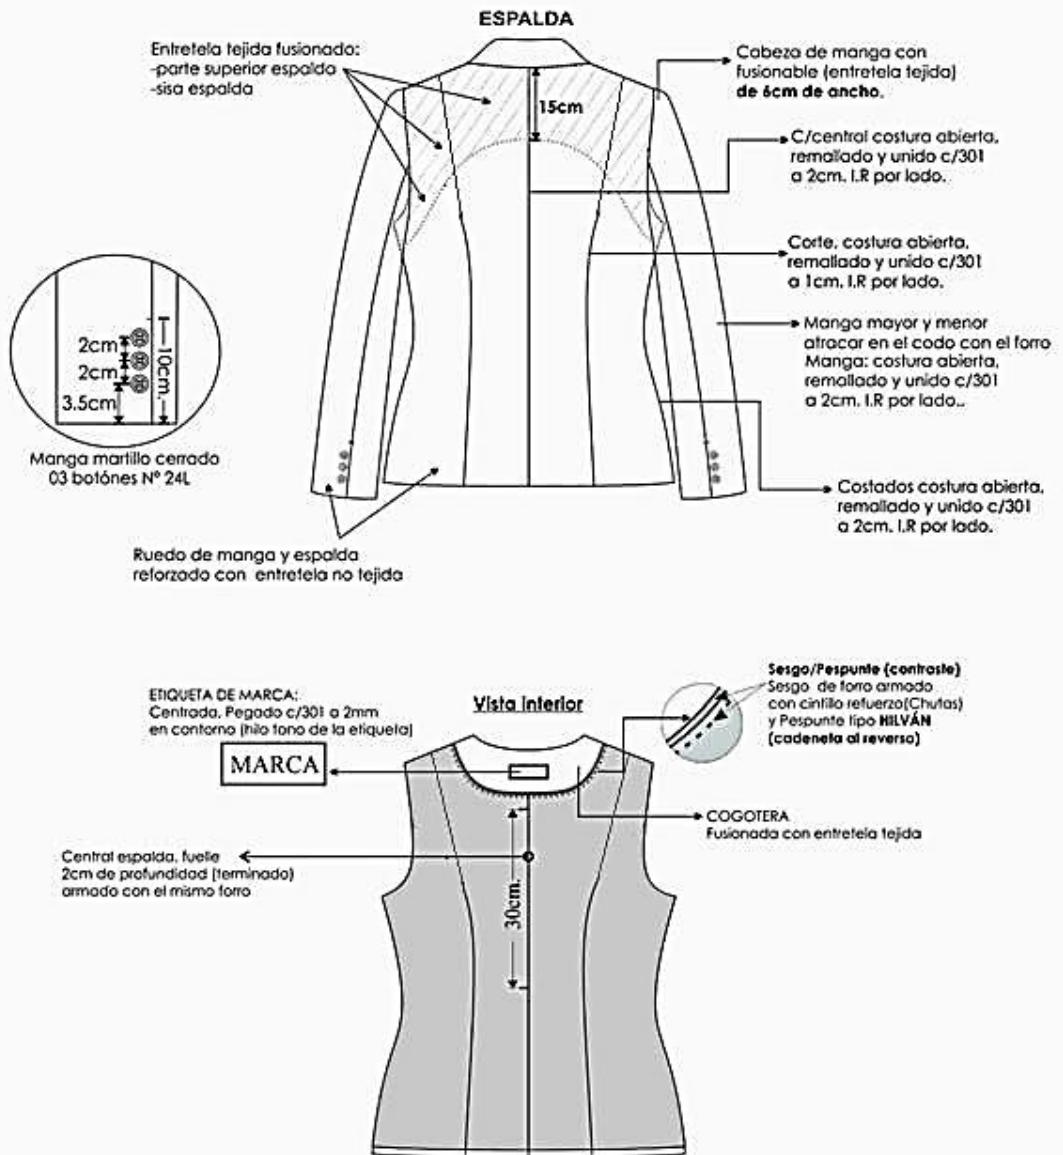 ESPALDA
Entretela tejida fusionado:
-parte superior espalda
-sisa espalda
15cm
Cabeza de manga con
fusionable (entretela tejida)
de 6cm de ancho.
C/central costura abierta,
remallado y unido c/301
a 2cm. I.R por lado.
Corte, costura abierta,
remallado y unido c/301
a 1cm. I.R por lado.
Manga mayor y menor
atracar en el codo con el forro
Manga: costura abierta,
remallado y unido c/301
a 2cm. I.R por lado..
Costados costura abierta,
remallado y unido c/301
a 2cm. I.R por lado.
2cm
2cm
3.5cm
10cm.
Manga martillo cerrado
03 botónes Nº 24L
Ruedo de manga y espalda
reforzado con entretela no tejida
Vista interior
ETIQUETA DE MARCA:
Centrada, Pegado c/301 a 2mm
en contorno (hilo tono de la etiqueta)
MARCA
Sesgo/Pespunte (contraste)
Sesgo de forro armado
con cintillo refuerzo(Chutas)
y Pespunte tipo HILVÁN
(cadeneta al reverso)
COGOTERA
Fusionada con entretela tejida
Central espalda, fuelle
2cm de profundidad (terminado)
armado con el mismo forro
30cm.